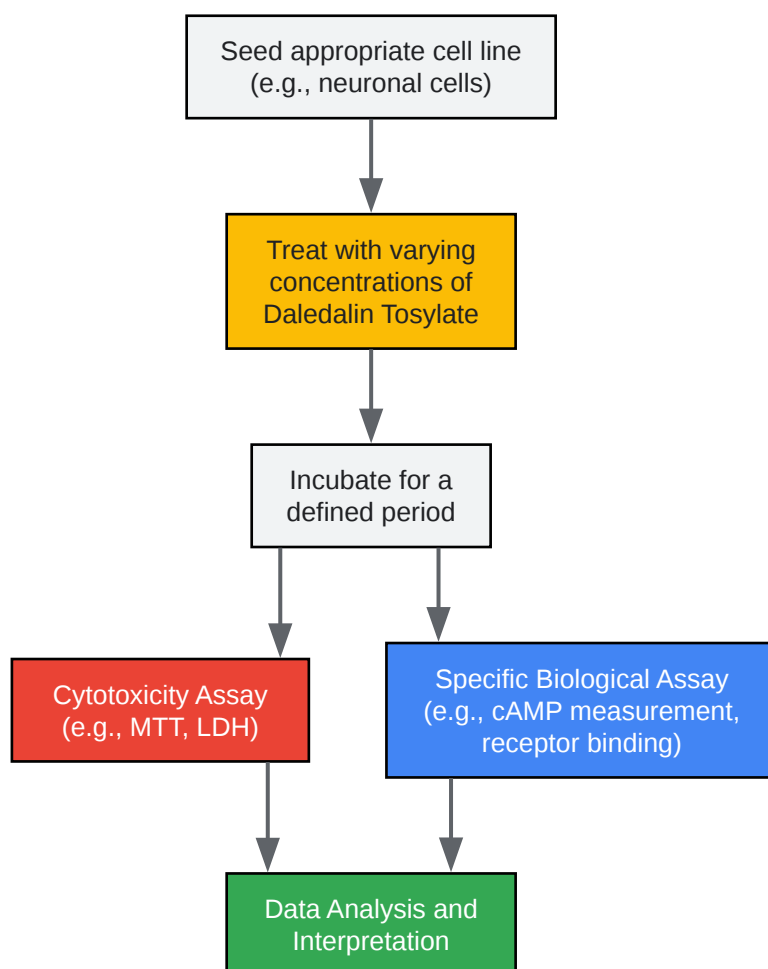 Seed appropriate cell line
(e.g., neuronal cells)
Treat with varying
concentrations of
Daledalin Tosylate
Incubate for a
defined period
Cytotoxicity Assay
(e.g., MTT, LDH)
Specific Biological Assay
(e.g., cAMP measurement,
receptor binding)
Data Analysis and
Interpretation